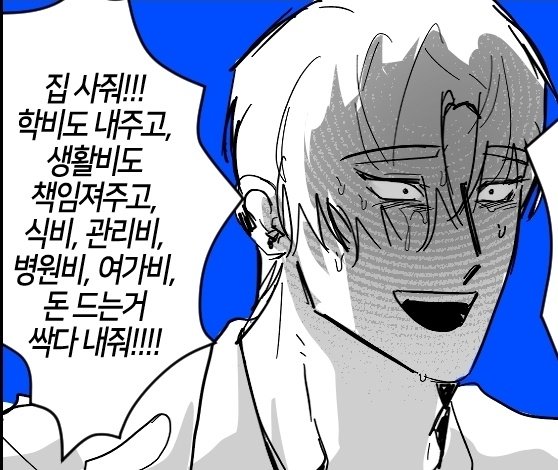 집 사줘!!!
학비도 내주고,
생활비도
책임져주고,
식비, 관리비,
병원비, 여가비,
돈 드는거
싹다 내줘!!!!